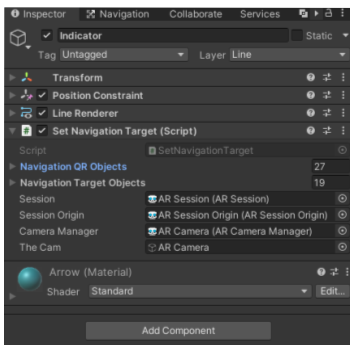 Inspector Navigation Collaborate Services
Indicator Static
Tag Untagged Layer Line
Transform
Position Constraint
Line Renderer
# Set Navigation Target (Script)
Script SetNavigationTarget
Navigation QR Objects 27
Navigation Target Objects 19
Session AR Session (AR Session)
Session Origin AR Session Origin (AR Session Origin)
Camera Manager AR Camera (AR Camera Manager)
The Cam AR Camera
Arrow (Material)
Shader Standard Edit...
Add Component